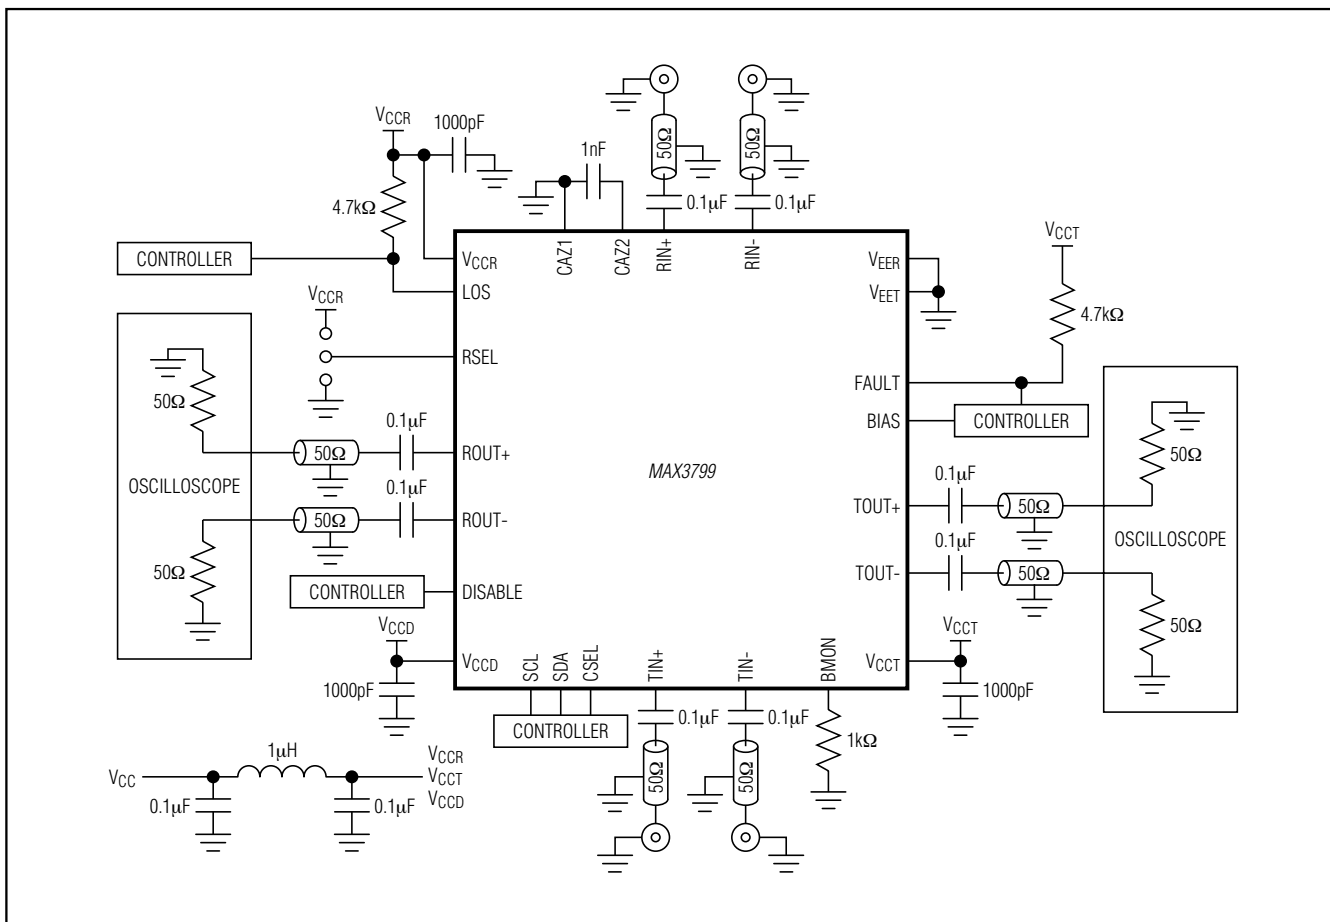 VCCR
1000pF
1nF
50Ω
50Ω
0.1µF
0.1µF
4.7kΩ
CONTROLLER
VCCR
LOS
CAZ1
CAZ2
RIN+
RIN-
VEER
VEET
VCCT
4.7kΩ
VCCR
RSEL
FAULT
BIAS
CONTROLLER
50Ω
OSCILLOSCOPE
50Ω
0.1µF
50Ω
ROUT+
0.1µF
50Ω
ROUT-
MAX3799
TOUT+
0.1µF
50Ω
TOUT-
0.1µF
50Ω
50Ω
OSCILLOSCOPE
50Ω
CONTROLLER
DISABLE
VCCD
VCCD
1000pF
SCL
SDA
CSEL
CONTROLLER
TIN+
TIN-
BMON
VCCT
VCCT
1000pF
0.1µF
0.1µF
50Ω
50Ω
1kΩ
VCC
1µH
0.1µF
0.1µF
VCCR
VCCT
VCCD